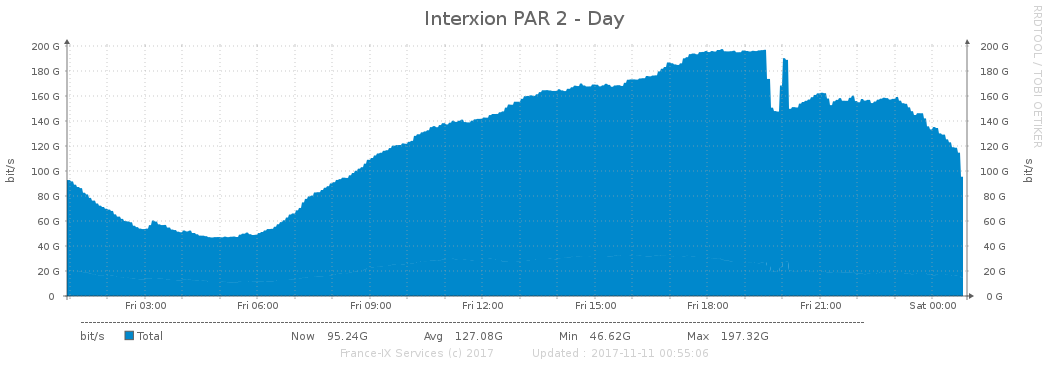 Interxion PAR 2 - Day
RRDTOOL / TOBI OETIKER
bit/s
200 G 200 G
180 G 180 G
160 G 160 G
140 G 140 G
120 G 120 G
100 G 100 G
80 G 80 G
60 G 60 G
40 G 40 G
20 G 20 G
0 0 G
bit/s
Fri 03:00 Fri 06:00 Fri 09:00 Fri 12:00 Fri 15:00 Fri 18:00 Fri 21:00 Sat 00:00
bit/s Total Now 95.24G Avg 127.08G Min 46.62G Max 197.32G
France-IX Services (c) 2017 Updated : 2017-11-11 00:55:06